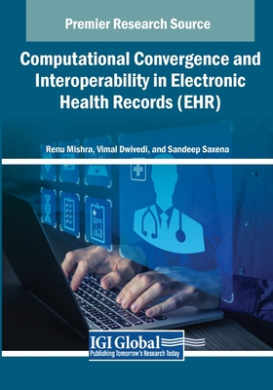 Premier Research Source
Computational Convergence and
Interoperability in Electronic
Health Records (EHR)
Renu Mishra, Vimal Dwivedi, and Sandeep Saxena
IGI Global
Publishing Tomorrow's Research Today